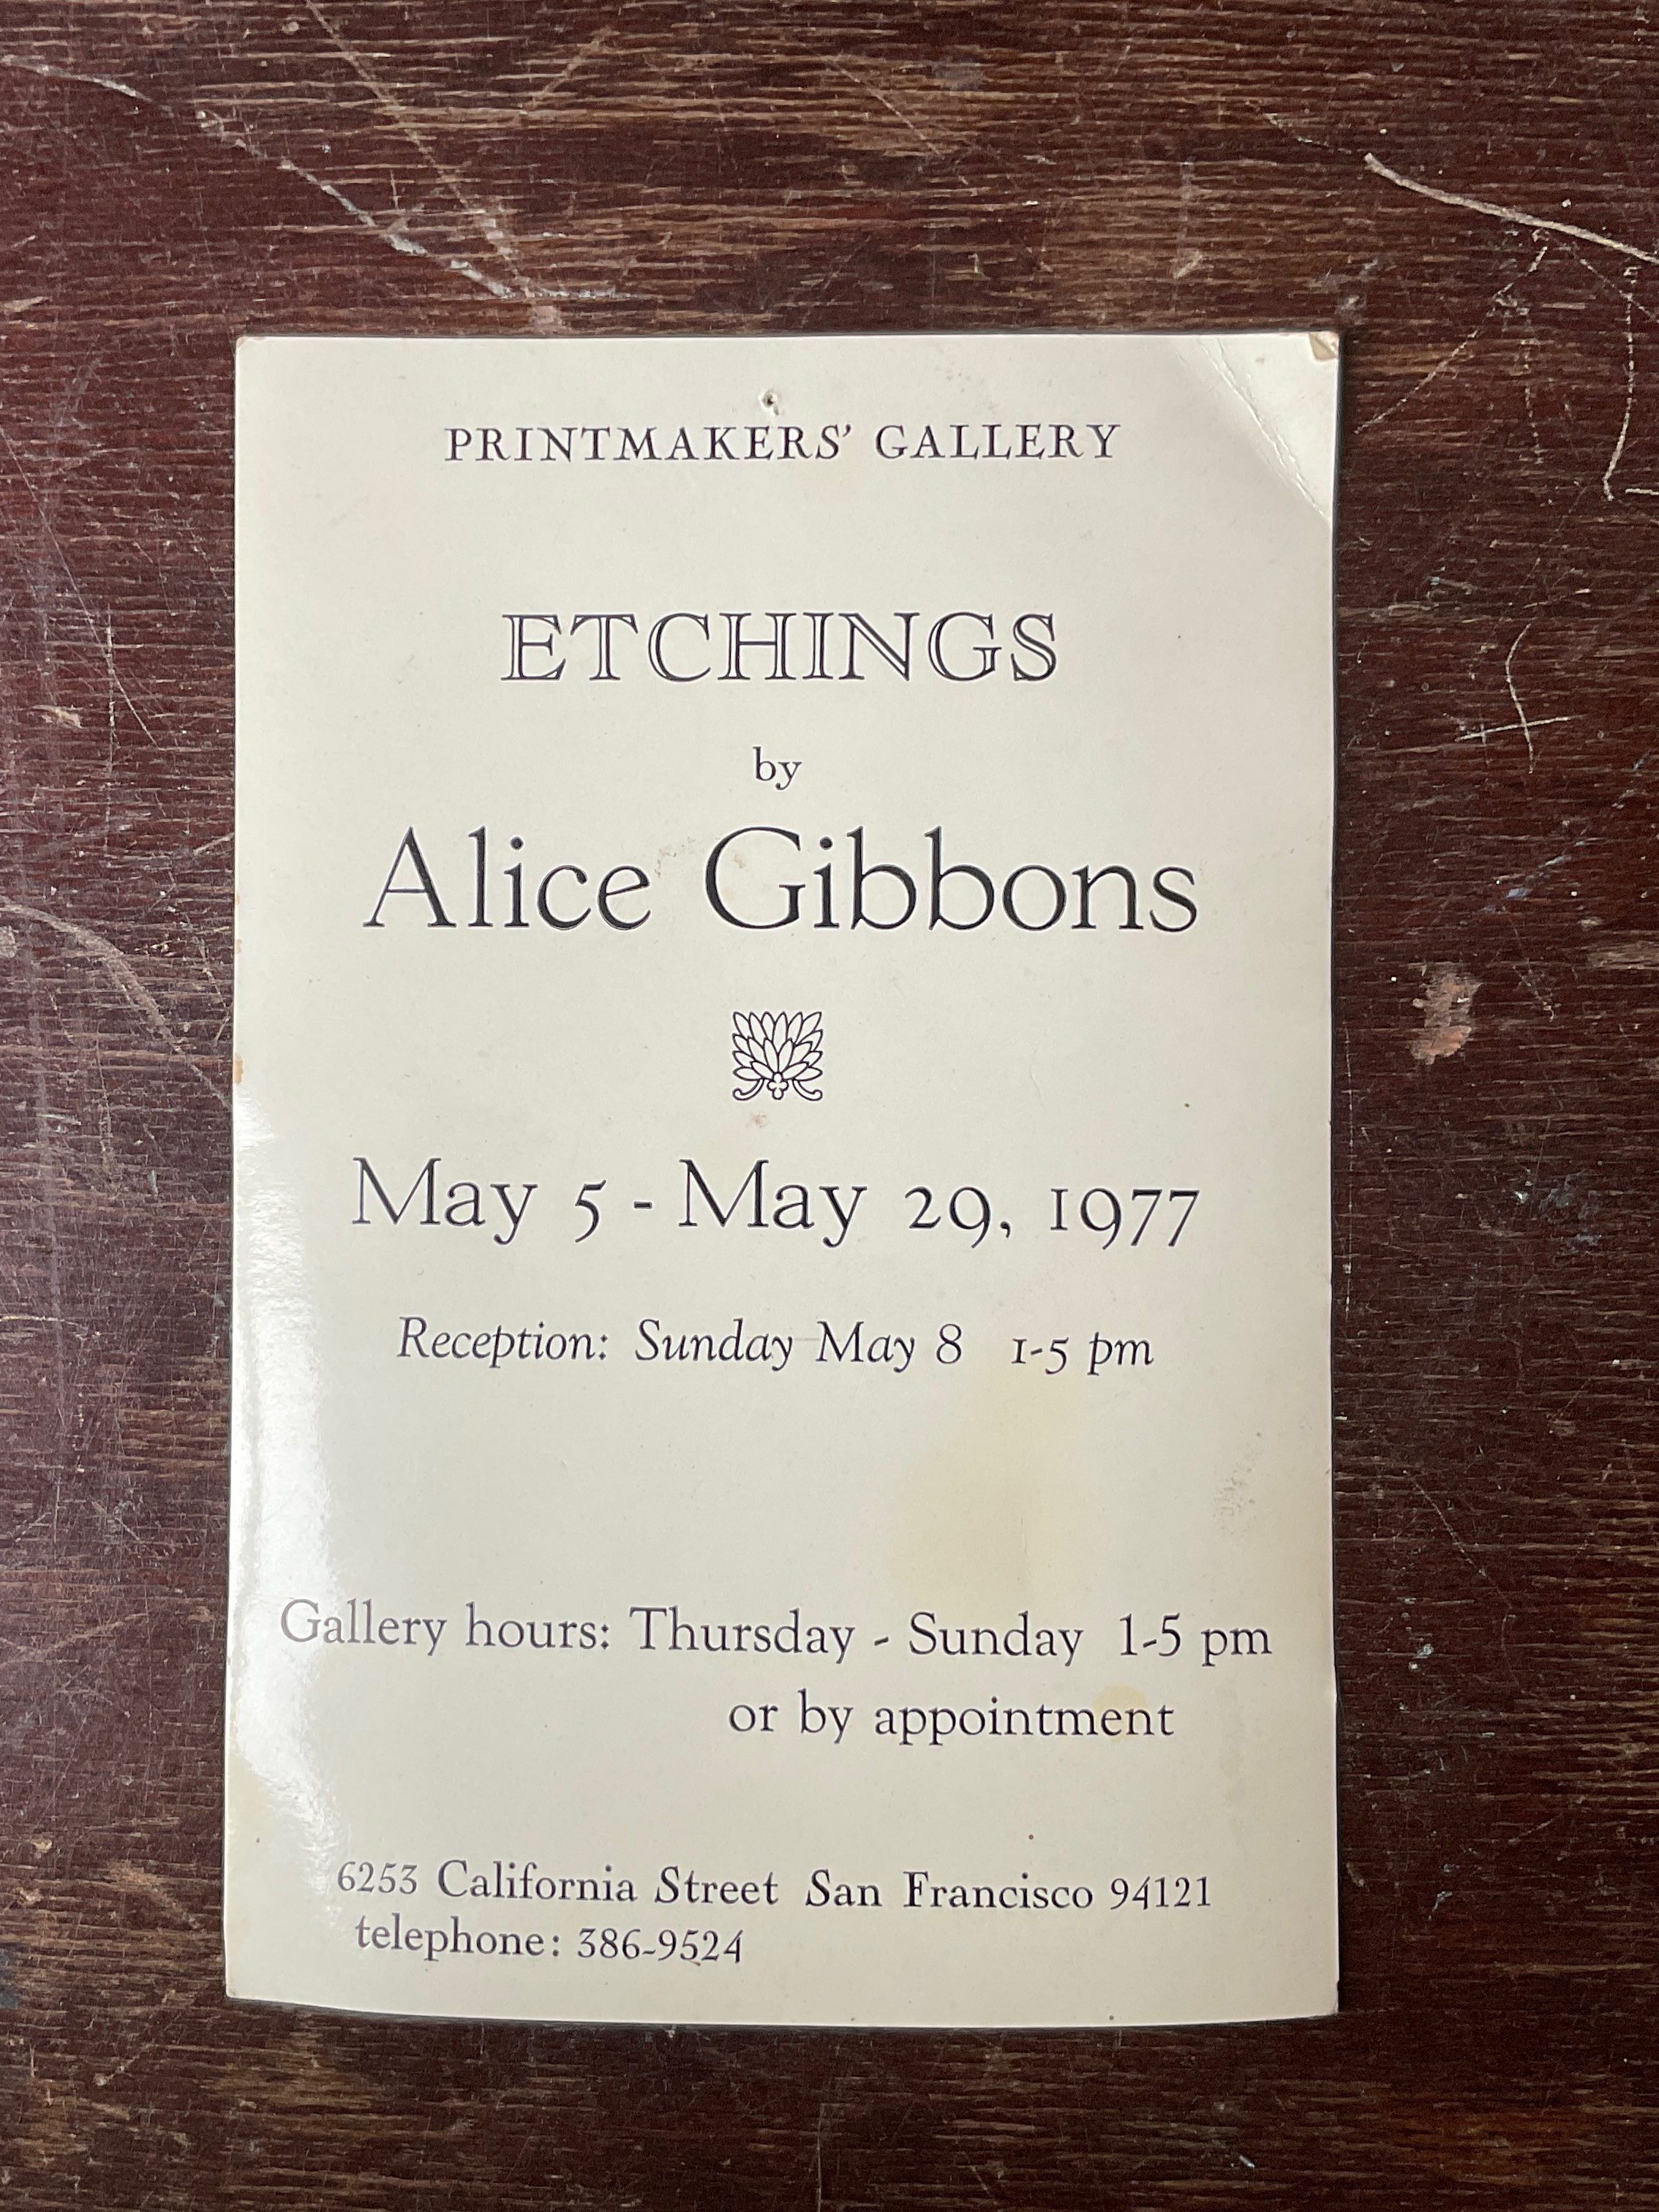 PRINTMAKERS' GALLERY
ETCHINGS
by
Alice Gibbons
May 5 - May 29, 1977
Reception: Sunday May 8 1-5 pm
Gallery hours: Thursday - Sunday 1-5 pm
or by appointment
6253 California Street San Francisco 94121
telephone: 386-9524